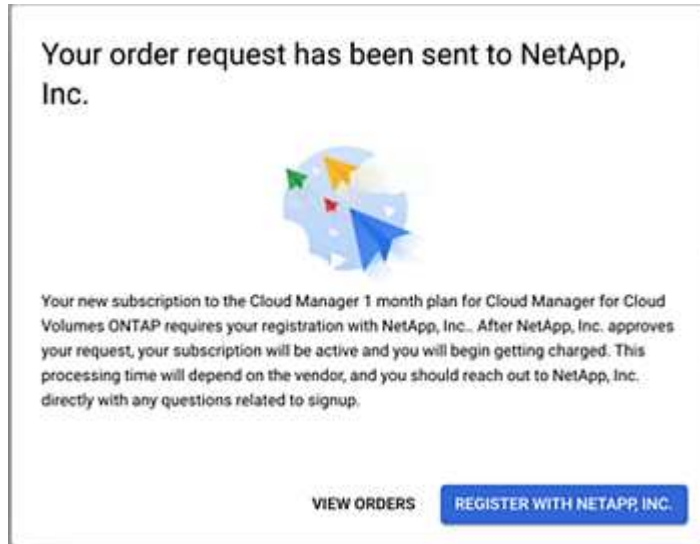 Your order request has been sent to NetApp,
Inc.
Your new subscription to the Cloud Manager 1 month plan for Cloud Manager for Cloud
Volumes ONTAP requires your registration with NetApp, Inc.. After NetApp, Inc. approves
your request, your subscription will be active and you will begin getting charged. This
processing time will depend on the vendor, and you should reach out to NetApp, Inc.
directly with any questions related to signup.
VIEW ORDERS REGISTER WITH NETAPP, INC.